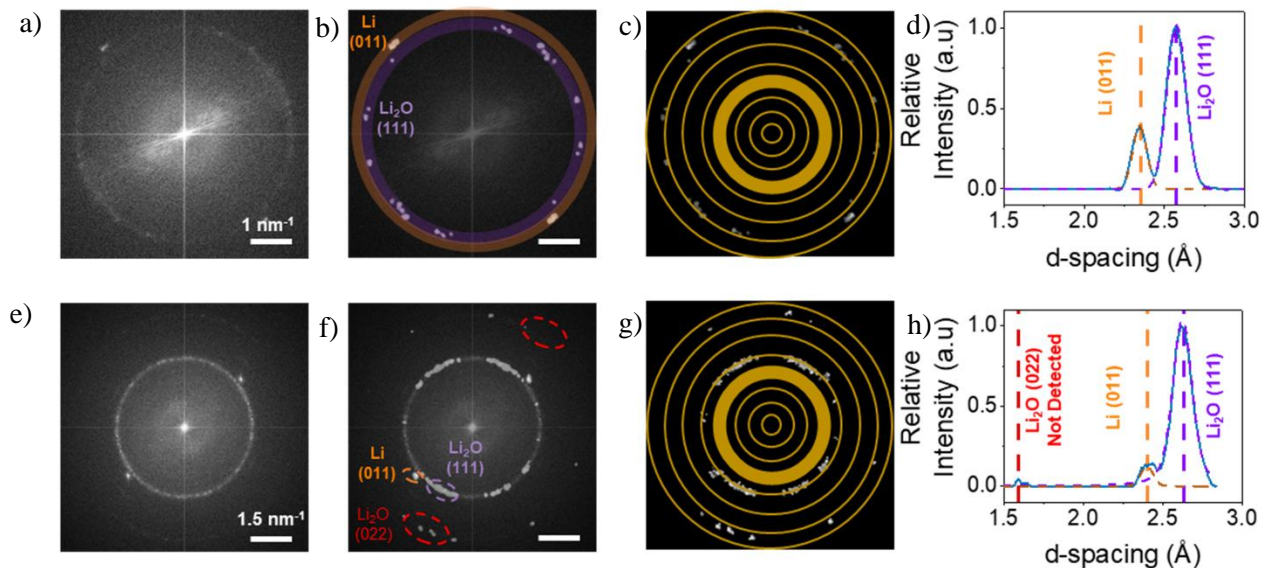 a)
1 nm⁻¹
b)
Li
(011)
Li₂O
(111)
c)
d)
Relative
Intensity (a.u)
1.0
0.5
0.0
Li (011)
Li₂O (111)
1.5 2.0 2.5 3.0
d-spacing (Å)
e)
1.5 nm⁻¹
f)
Li
(011)
Li₂O
(111)
Li₂O
(022)
g)
h)
Relative
Intensity (a.u)
1.0
0.5
0.0
Li₂O (022)
Not Detected
Li (011)
Li₂O (111)
1.5 2.0 2.5 3.0
d-spacing (Å)